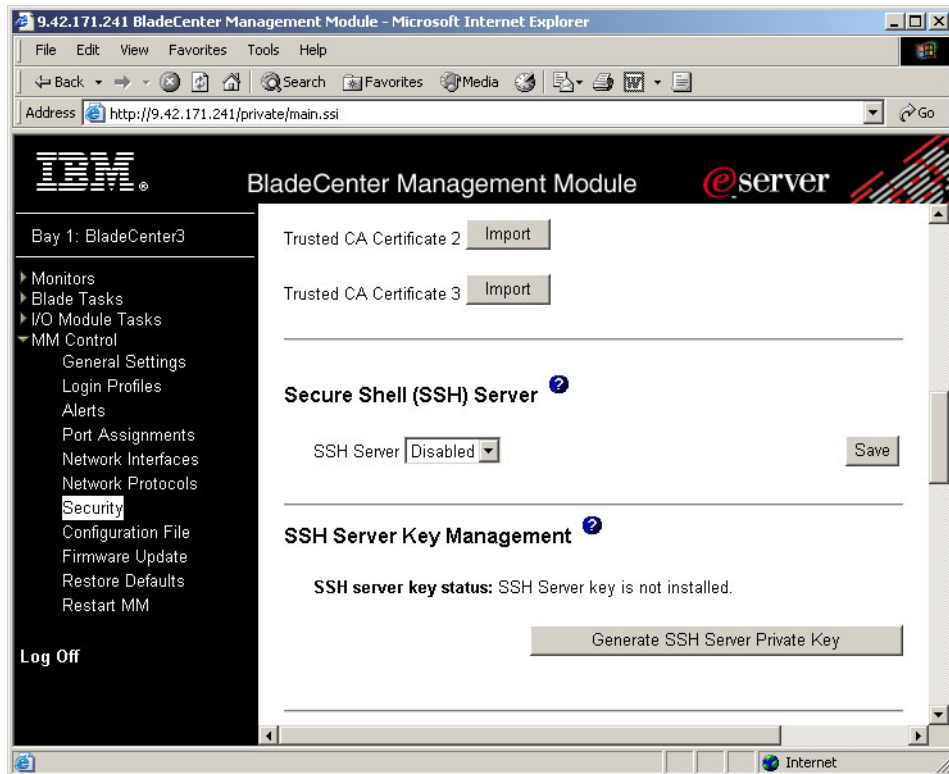 9.42.171.241 BladeCenter Management Module - Microsoft Internet Explorer
File Edit View Favorites Tools Help
Back Search Favorites Media
Address http://9.42.171.241/private/main.ssi Go
IBM®
BladeCenter Management Module
@server
Bay 1: BladeCenter3
Monitors
Blade Tasks
I/O Module Tasks
MM Control
General Settings
Login Profiles
Alerts
Port Assignments
Network Interfaces
Network Protocols
Security
Configuration File
Firmware Update
Restore Defaults
Restart MM
Log Off
Trusted CA Certificate 2 Import
Trusted CA Certificate 3 Import
Secure Shell (SSH) Server ?
SSH Server Disabled Save
SSH Server Key Management ?
SSH server key status: SSH Server key is not installed.
Generate SSH Server Private Key
Internet